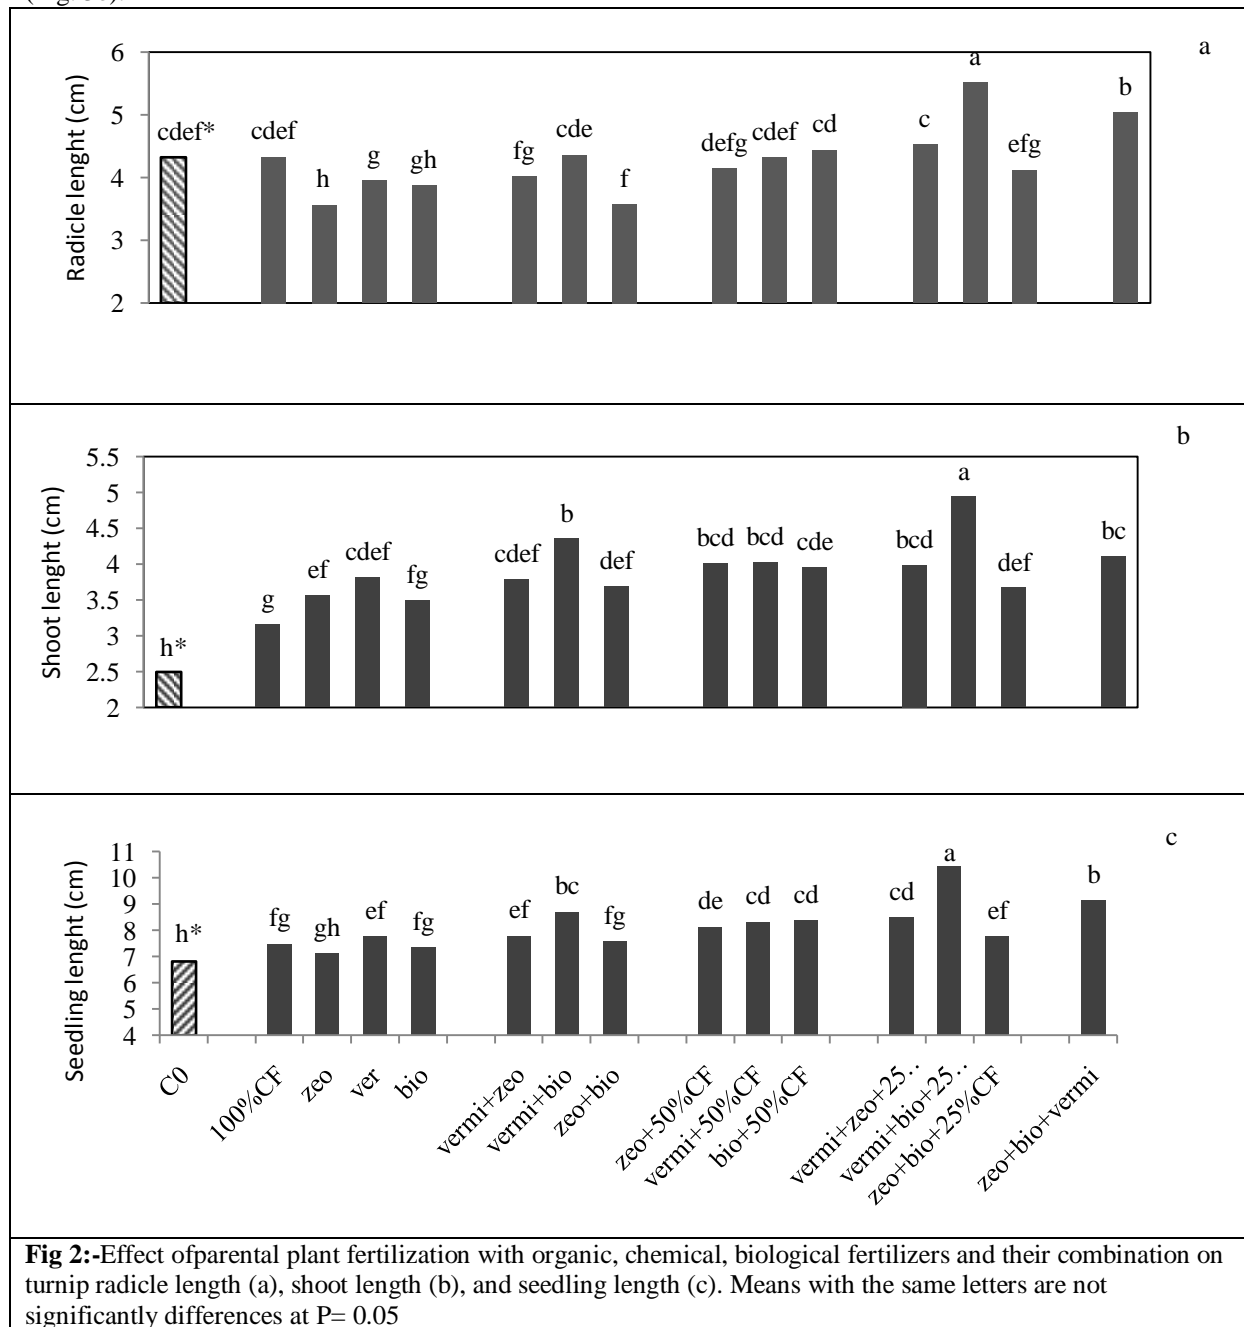 a
6
5
4
3
2
Radicle lenght (cm)
cdef*
cdef
h
g
gh
fg
cde
f
defg
cdef
cd
c
a
efg
b
b
5.5
5
4.5
4
3.5
3
2.5
2
Shoot lenght (cm)
h*
g
ef
cdef
fg
cdef
b
def
bcd
bcd
cde
bcd
a
def
bc
c
11
10
9
8
7
6
5
4
Seedling lenght (cm)
h*
fg
gh
ef
fg
ef
bc
fg
de
cd
cd
cd
a
ef
b
C0
100%CF
zeo
ver
bio
vermi+zeo
vermi+bio
zeo+bio
zeo+50%CF
vermi+50%CF
bio+50%CF
vermi+zeo+25..
vermi+bio+25..
zeo+bio+25%CF
zeo+bio+vermi
Fig 2:-Effect ofparental plant fertilization with organic, chemical, biological fertilizers and their combination on
turnip radicle length (a), shoot length (b), and seedling length (c). Means with the same letters are not
significantly differences at P= 0.05